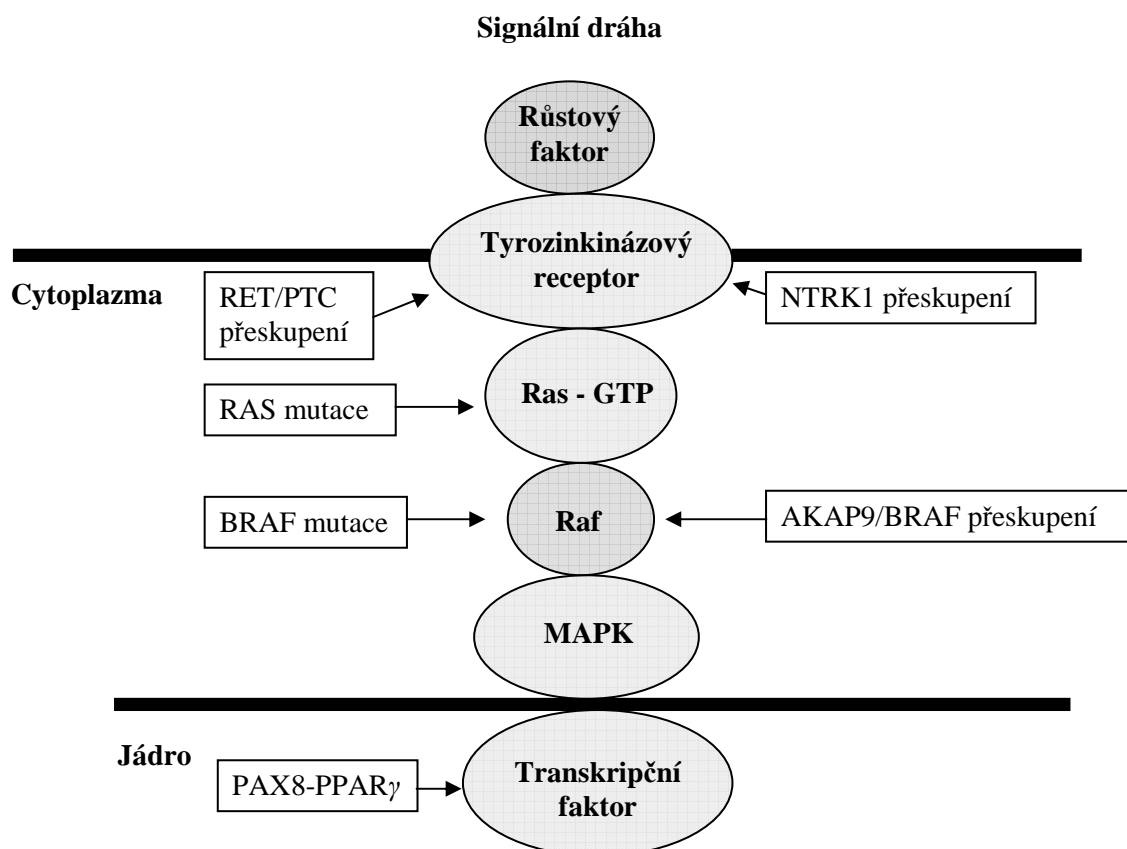 Signální dráha
Růstový
faktor
Tyrozinkinázový
receptor
Cytoplazma
RET/PTC
přeskupení
NTRK1 přeskupení
Ras - GTP
RAS mutace
BRAF mutace
Raf
AKAP9/BRAF přeskupení
MAPK
Jádro
PAX8-PPARγ
Transkripční
faktor